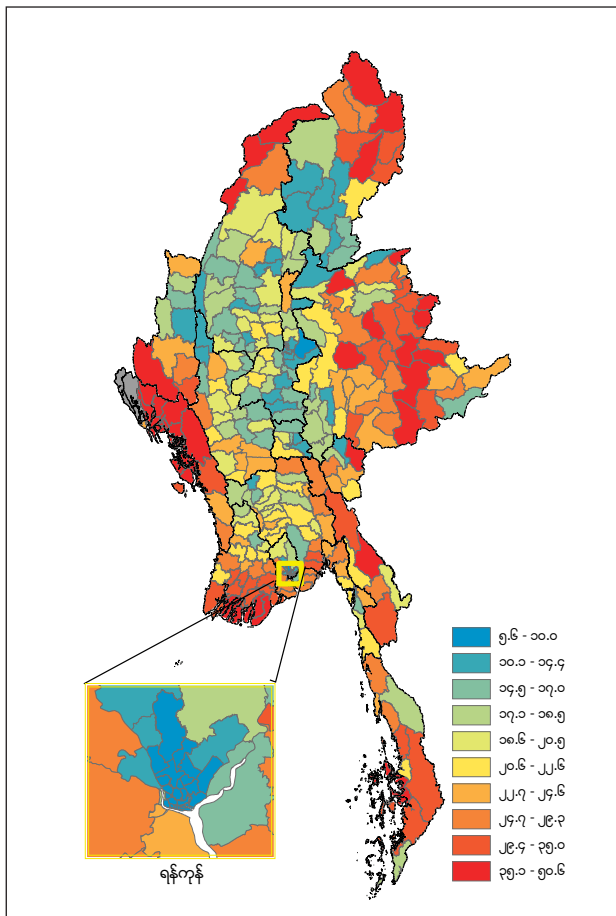 ၅.၆ - ၁၀.၀
၁၀.၁ - ၁၄.၄
၁၄.၅ - ၁၇.၀
၁၇.၁ - ၁၈.၅
၁၈.၆ - ၂၀.၅
၂၀.၆ - ၂၂.၆
၂၂.၇ - ၂၄.၆
၂၄.၇ - ၂၉.၃
၂၉.၄ - ၃၅.၀
၃၅.၁ - ၅၀.၆
ရန်ကုန်